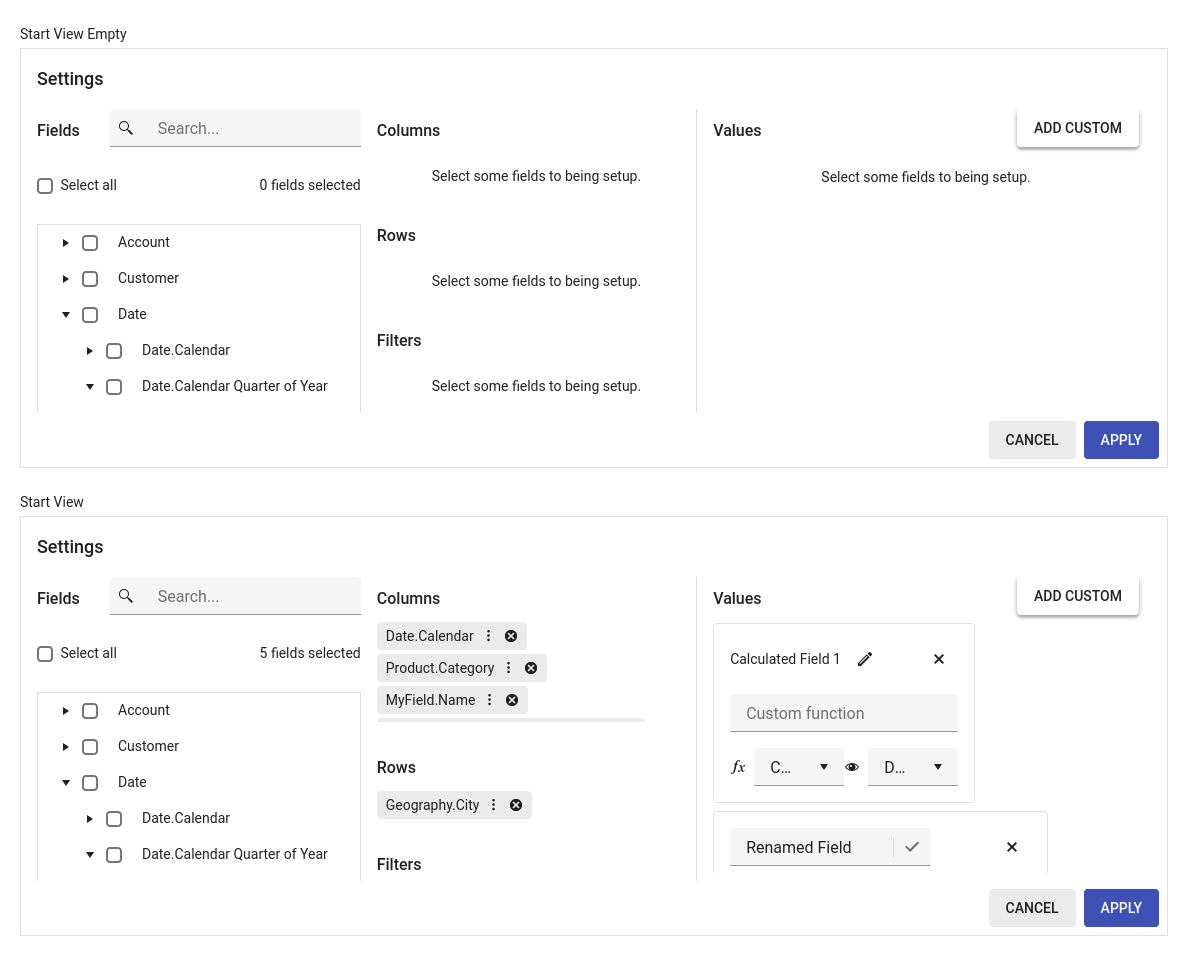 Start View Empty
Settings
Fields
Search...
Select all
0 fields selected
Account
Customer
Date
Date.Calendar
Date.Calendar Quarter of Year
Columns
Select some fields to being setup.
Rows
Select some fields to being setup.
Filters
Select some fields to being setup.
Values
ADD CUSTOM
Select some fields to being setup.
CANCEL
APPLY
Start View
Settings
Fields
Search...
Select all
5 fields selected
Account
Customer
Date
Date.Calendar
Date.Calendar Quarter of Year
Columns
Date.Calendar
Product.Category
MyField.Name
Rows
Geography.City
Filters
Values
ADD CUSTOM
Calculated Field 1
Custom function
fx
C...
D...
Renamed Field
CANCEL
APPLY